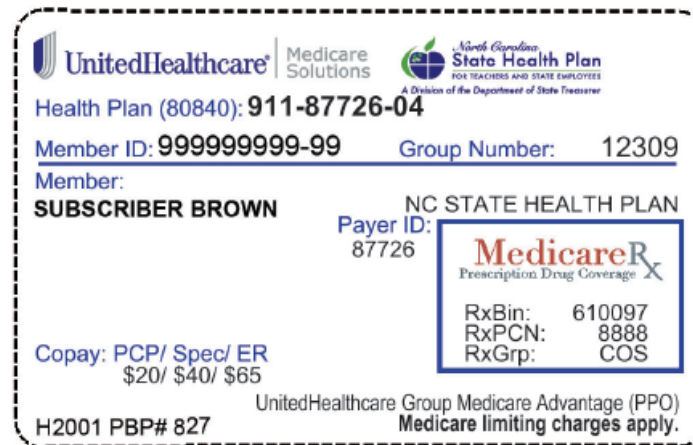 UnitedHealthcare® Medicare Solutions
North Carolina
State Health Plan
FOR TEACHERS AND STATE EMPLOYEES
A Division of the Department of State Treasurer
Health Plan (80840): 911-87726-04
Member ID: 999999999-99 Group Number: 12309
Member:
SUBSCRIBER BROWN
NC STATE HEALTH PLAN
Payer ID:
87726
MedicareRx
Prescription Drug Coverage
RxBin: 610097
RxPCN: 8888
RxGrp: COS
Copay: PCP/ Spec/ ER
$20/ $40/ $65
UnitedHealthcare Group Medicare Advantage (PPO)
H2001 PBP# 827 Medicare limiting charges apply.